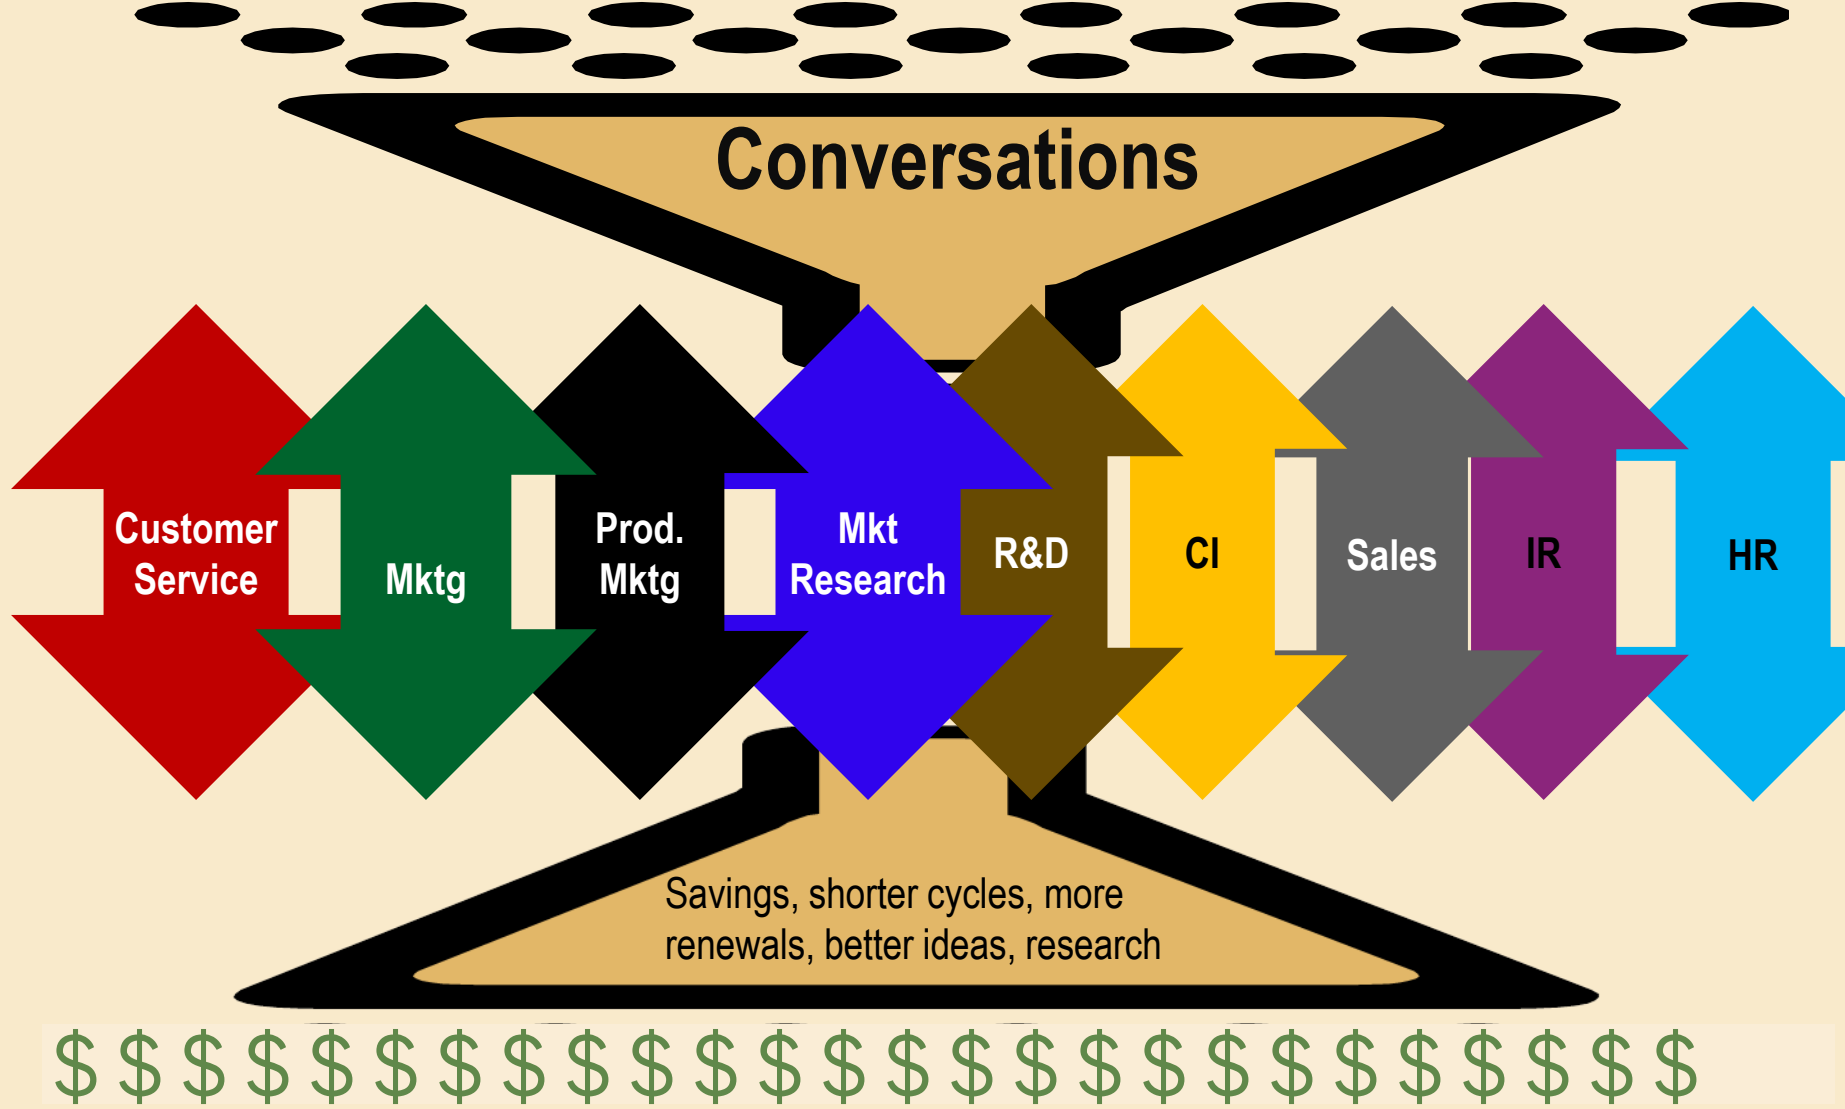 Conversations
Customer
Service
Mktg
Prod.
Mktg
Mkt
Research
R&D
CI
Sales
IR
HR
Savings, shorter cycles, more
renewals, better ideas, research
$ $ $ $ $ $ $ $ $ $ $ $ $ $ $ $ $ $ $ $ $ $ $ $ $ $